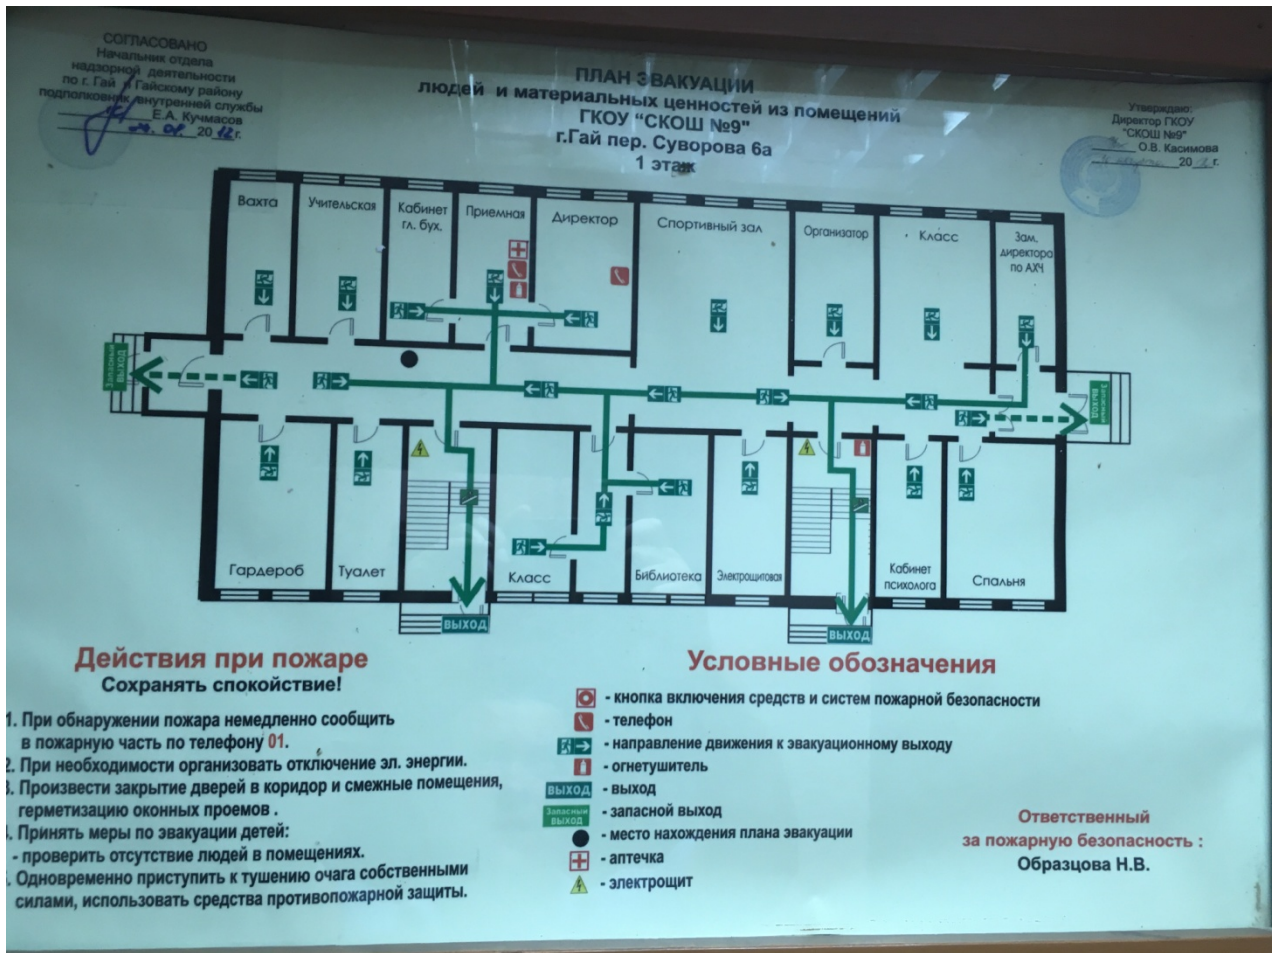 СОГЛАСОВАНО
Начальник отдела
надзорной деятельности
по г. Гай и Гайскому району
подполковник внутренней службы
Е.А. Кучмасов
20 12 г.
ПЛАН ЭВАКУАЦИИ
людей и материальных ценностей из помещений
ГКОУ "СКОШ №9"
г.Гай пер. Суворова 6а
1 этаж
Утверждаю:
Директор ГКОУ
"СКОШ №9"
О.В. Касимова
20 г.
Вахта
Учительская
Кабинет
гл. бух.
Приемная
Директор
Спортивный зал
Организатор
Класс
Зам.
директора
по АХЧ
Запасный
ВЫХОД
Запасный
ВЫХОД
Гардероб
Туалет
Класс
Библиотека
Электрощитовая
Кабинет
психолога
Спальня
ВЫХОД
ВЫХОД
Действия при пожаре
Сохранять спокойствие!
1. При обнаружении пожара немедленно сообщить
в пожарную часть по телефону 01.
2. При необходимости организовать отключение эл. энергии.
3. Произвести закрытие дверей в коридор и смежные помещения,
герметизацию оконных проемов .
4. Принять меры по эвакуации детей:
- проверить отсутствие людей в помещениях.
. Одновременно приступить к тушению очага собственными
силами, использовать средства противопожарной защиты.
Условные обозначения
- кнопка включения средств и систем пожарной безопасности
- телефон
- направление движения к эвакуационному выходу
- огнетушитель
ВЫХОД - выход
Запасный ВЫХОД - запасной выход
- место нахождения плана эвакуации
- аптечка
- электрощит
Ответственный
за пожарную безопасность :
Образцова Н.В.